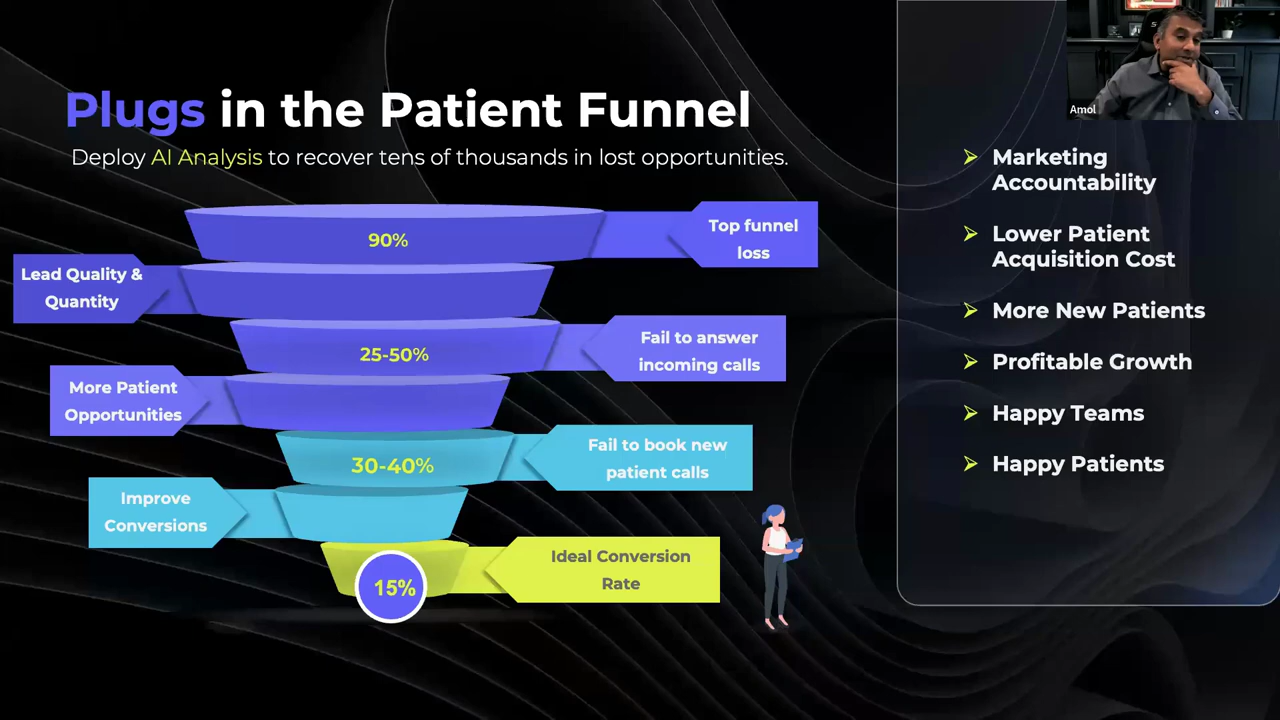 Plugs in the Patient Funnel
Deploy AI Analysis to recover tens of thousands in lost opportunities.
90%
Top funnel
loss
Lead Quality &
Quantity
25-50%
Fail to answer
incoming calls
More Patient
Opportunities
30-40%
Fail to book new
patient calls
Improve
Conversions
15%
Ideal Conversion
Rate
Amol
Marketing
Accountability
Lower Patient
Acquisition Cost
More New Patients
Profitable Growth
Happy Teams
Happy Patients